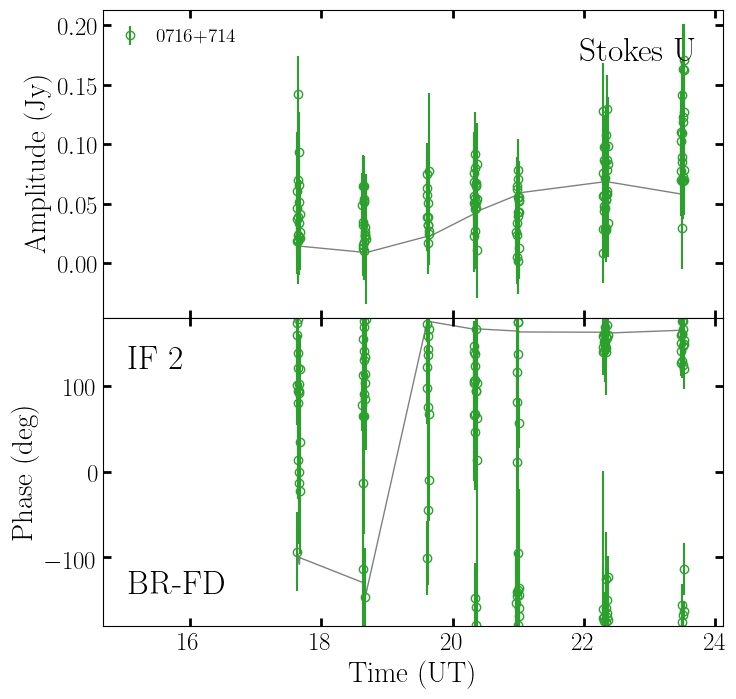 0716+714
Stokes U
0.20
0.15
0.10
0.05
0.00
Amplitude (Jy)
IF 2
100
0
−100
Phase (deg)
BR-FD
16 18 20 22 24
Time (UT)